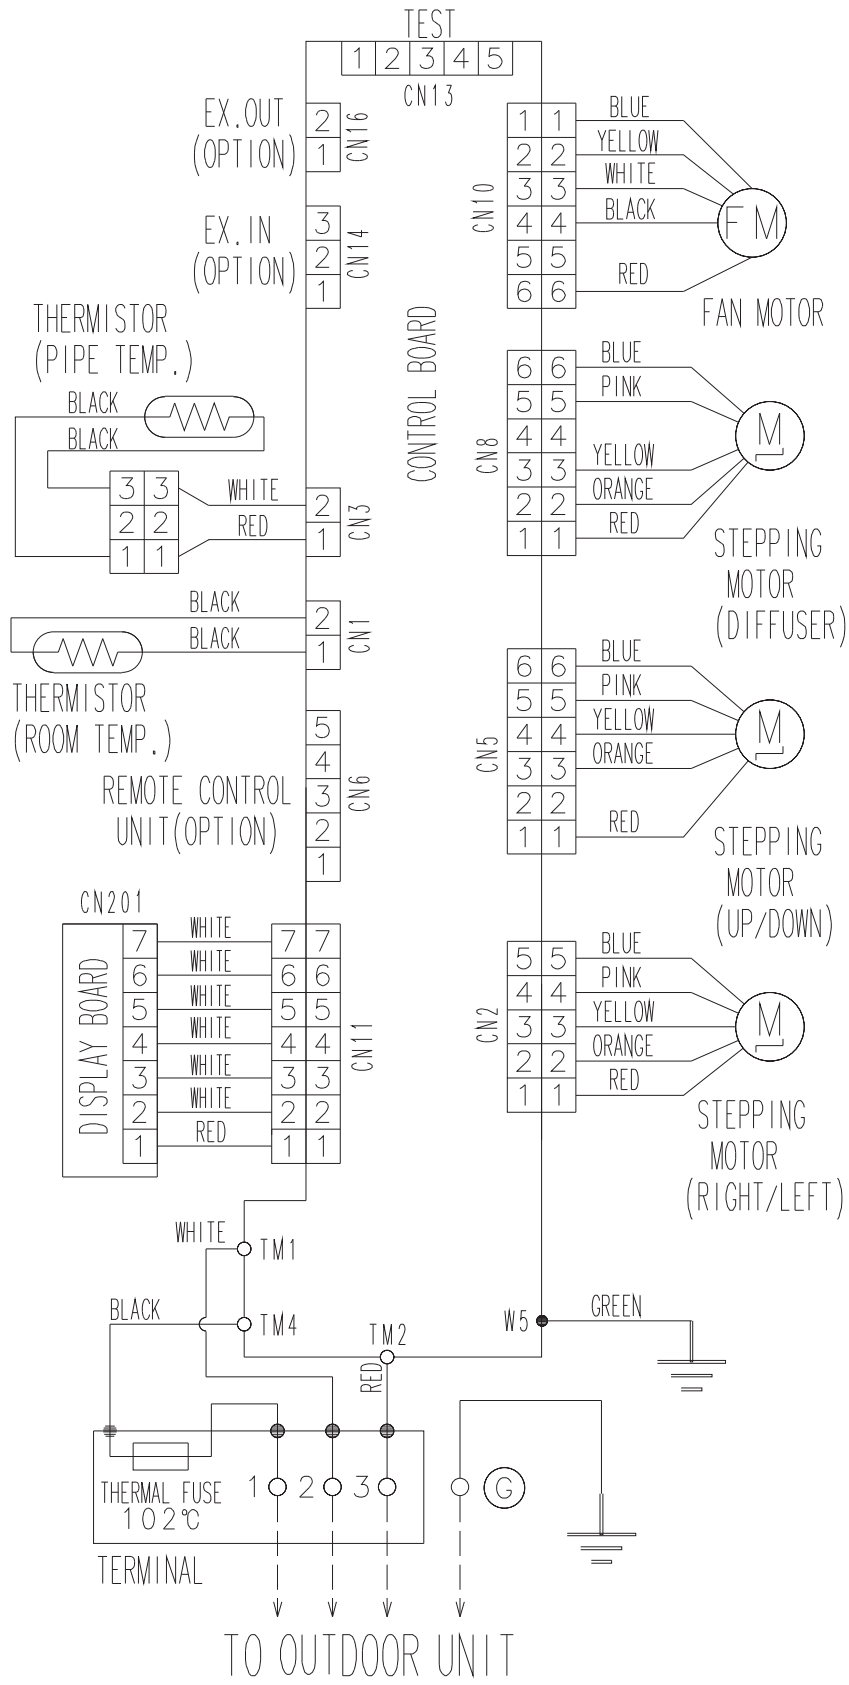 TEST
1 2 3 4 5
CN13
EX.OUT
(OPTION)
2
1
CN16
EX.IN
(OPTION)
3
2
1
CN14
CONTROL BOARD
CN10
1 1 BLUE
2 2 YELLOW
3 3 WHITE
4 4 BLACK
5 5
6 6 RED
FM
FAN MOTOR
THERMISTOR
(PIPE TEMP.)
BLACK
BLACK
3 3
2 2
1 1
WHITE
RED
2
1
CN3
CN8
6 6 BLUE
5 5 PINK
4 4
3 3 YELLOW
2 2 ORANGE
1 1 RED
M
STEPPING
MOTOR
(DIFFUSER)
BLACK
BLACK
2
1
CN1
THERMISTOR
(ROOM TEMP.)
CN5
6 6 BLUE
5 5 PINK
4 4 YELLOW
3 3 ORANGE
2 2
1 1 RED
M
STEPPING
MOTOR
(UP/DOWN)
REMOTE CONTROL
UNIT(OPTION)
5
4
3
2
1
CN6
CN201
DISPLAY BOARD
7 WHITE 7 7
6 WHITE 6 6
5 WHITE 5 5
4 WHITE 4 4
3 WHITE 3 3
2 WHITE 2 2
1 RED 1 1
CN11
CN2
5 5 BLUE
4 4 PINK
3 3 YELLOW
2 2 ORANGE
1 1 RED
M
STEPPING
MOTOR
(RIGHT/LEFT)
WHITE
TM1
BLACK
TM4
TM2
RED
W5
GREEN
THERMAL FUSE
102℃
1 2 3
G
TERMINAL
TO OUTDOOR UNIT